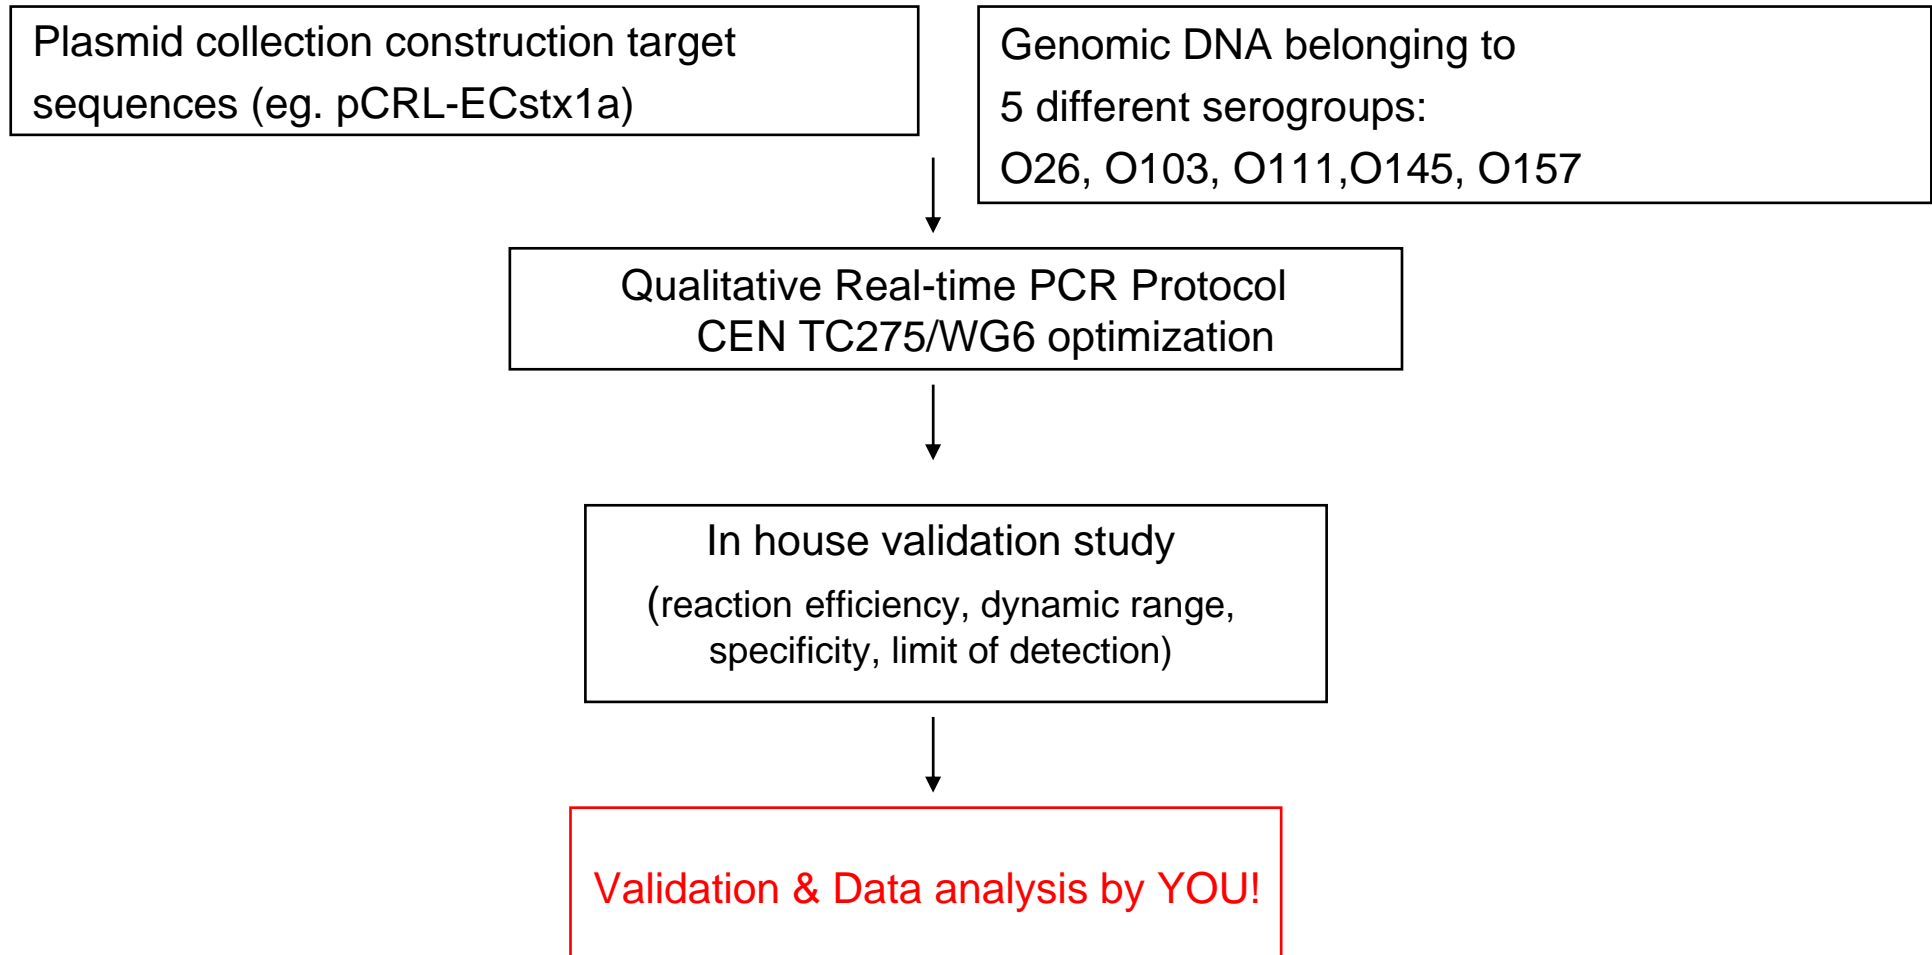 Plasmid collection construction target
sequences (eg. pCRL-ECstx1a)
Genomic DNA belonging to
5 different serogroups:
O26, O103, O111,O145, O157
Qualitative Real-time PCR Protocol
CEN TC275/WG6 optimization
In house validation study
(reaction efficiency, dynamic range,
specificity, limit of detection)
Validation & Data analysis by YOU!